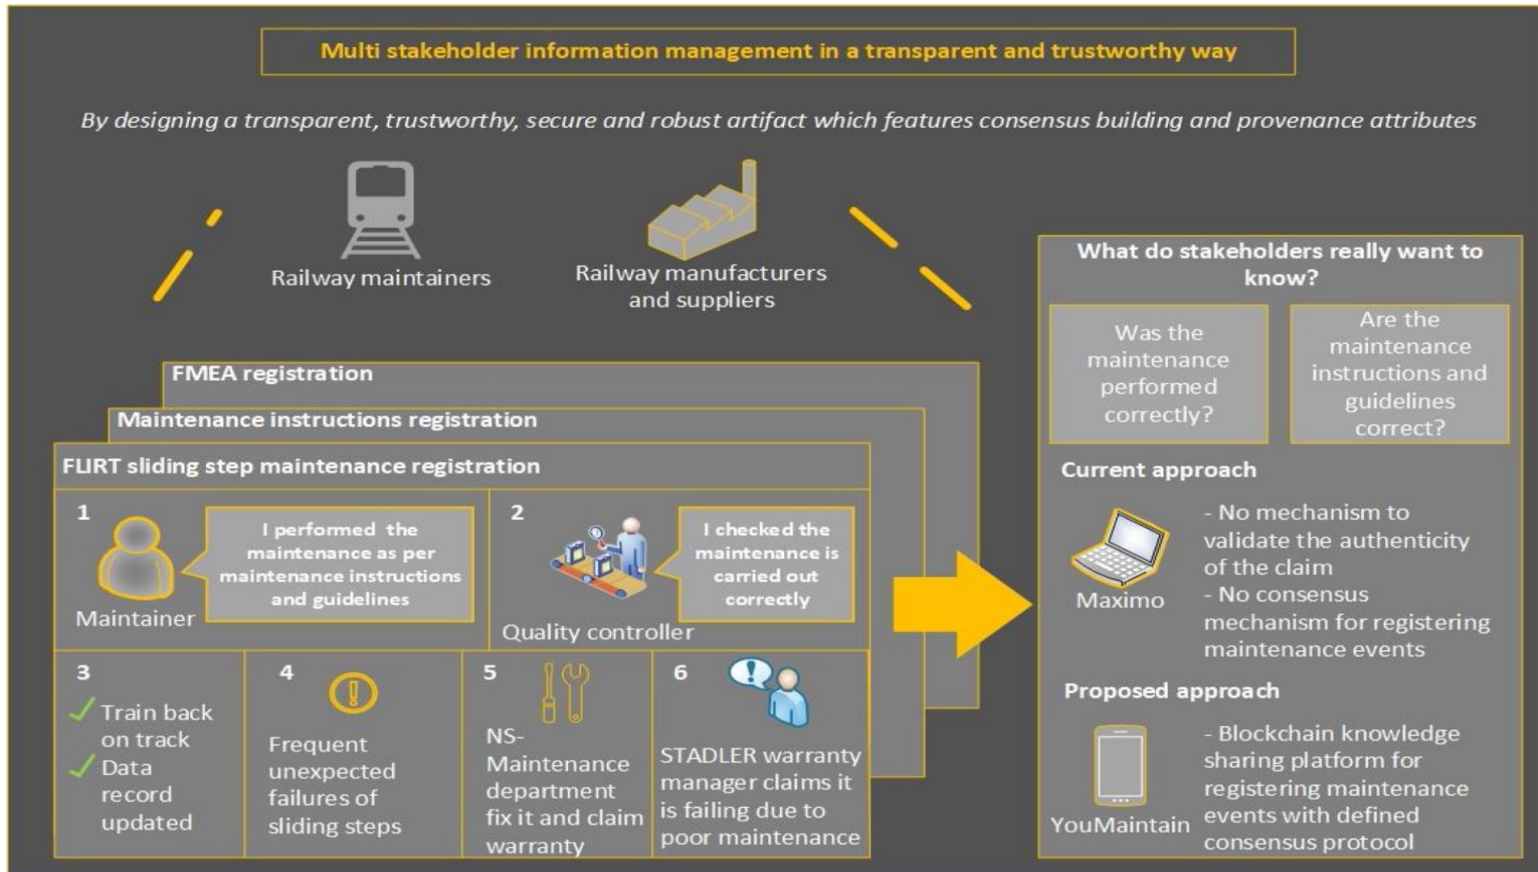 Multi stakeholder information management in a transparent and trustworthy way
By designing a transparent, trustworthy, secure and robust artifact which features consensus building and provenance attributes
Railway maintainers
Railway manufacturers
and suppliers
FMEA registration
Maintenance instructions registration
FLIRT sliding step maintenance registration
1
I performed the
maintenance as per
maintenance instructions
and guidelines
Maintainer
2
I checked the
maintenance is
carried out
correctly
Quality controller
3
Train back
on track
Data
record
updated
4
Frequent
unexpected
failures of
sliding steps
5
NS-
Maintenance
department
fix it and claim
warranty
6
STADLER warranty
manager claims it
is failing due to
poor maintenance
What do stakeholders really want to
know?
Was the
maintenance
performed
correctly?
Are the
maintenance
instructions and
guidelines
correct?
Current approach
Maximo
- No mechanism to
validate the authenticity
of the claim
- No consensus
mechanism for registering
maintenance events
Proposed approach
YouMaintain
- Blockchain knowledge
sharing platform for
registering maintenance
events with defined
consensus protocol